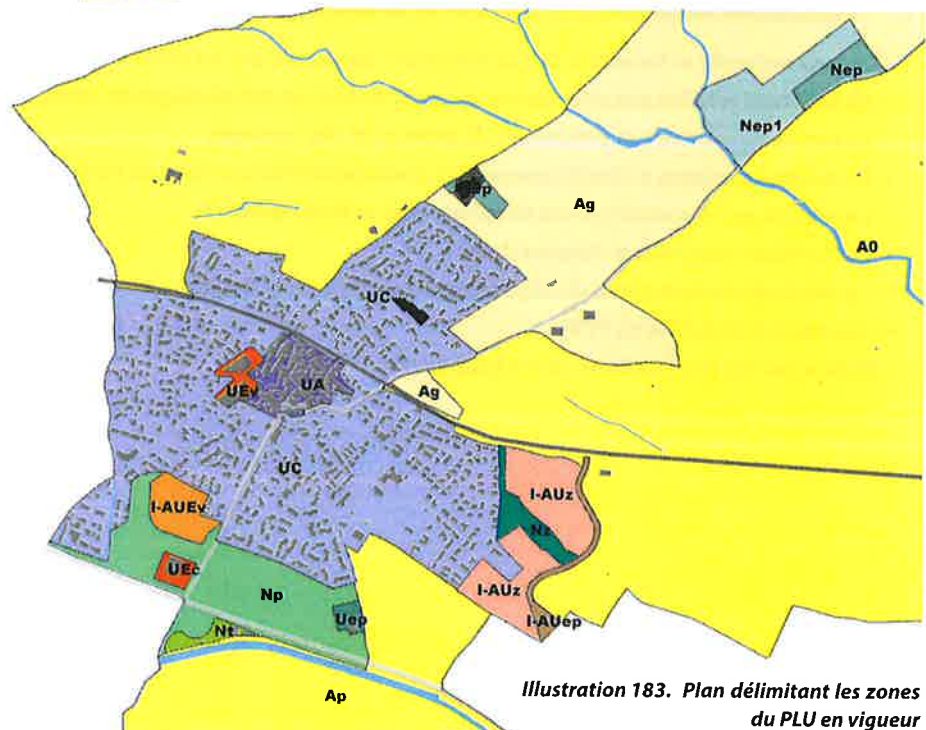 Nep
Nep1
Ag
A0
UC
UEv
UA
Ag
UC
I-AUz
I-AUEv
Nz
UEc
Np
I-AUz
Uep
I-AUep
Nt
Ap
Illustration 183. Plan délimitant les zones
du PLU en vigueur